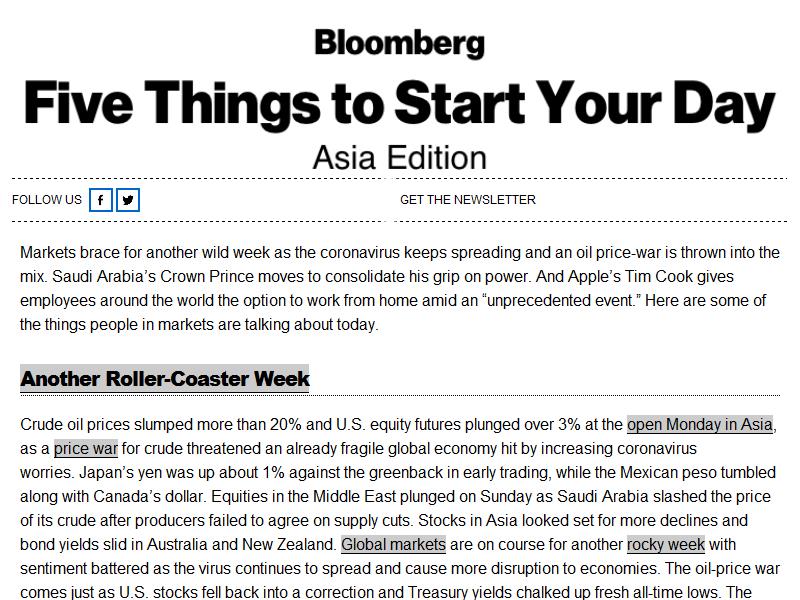 Bloomberg
Five Things to Start Your Day
Asia Edition
FOLLOW US
GET THE NEWSLETTER
Markets brace for another wild week as the coronavirus keeps spreading and an oil price-war is thrown into the
mix. Saudi Arabia’s Crown Prince moves to consolidate his grip on power. And Apple’s Tim Cook gives
employees around the world the option to work from home amid an “unprecedented event.” Here are some of
the things people in markets are talking about today.
Another Roller-Coaster Week
Crude oil prices slumped more than 20% and U.S. equity futures plunged over 3% at the open Monday in Asia,
as a price war for crude threatened an already fragile global economy hit by increasing coronavirus
worries. Japan’s yen was up about 1% against the greenback in early trading, while the Mexican peso tumbled
along with Canada’s dollar. Equities in the Middle East plunged on Sunday as Saudi Arabia slashed the price
of its crude after producers failed to agree on supply cuts. Stocks in Asia looked set for more declines and
bond yields slid in Australia and New Zealand. Global markets are on course for another rocky week with
sentiment battered as the virus continues to spread and cause more disruption to economies. The oil-price war
comes just as U.S. stocks fell back into a correction and Treasury yields chalked up fresh all-time lows. The